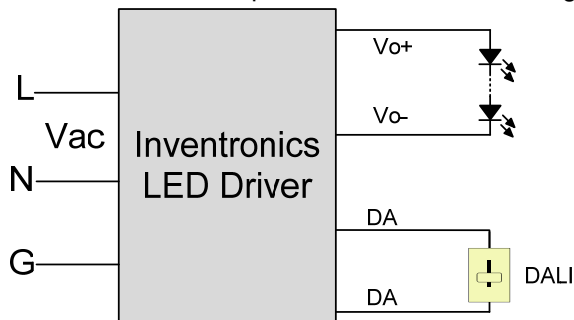 L
Vac
N
G
Inventronics
LED Driver
Vo+
Vo-
DA
DA
DALI